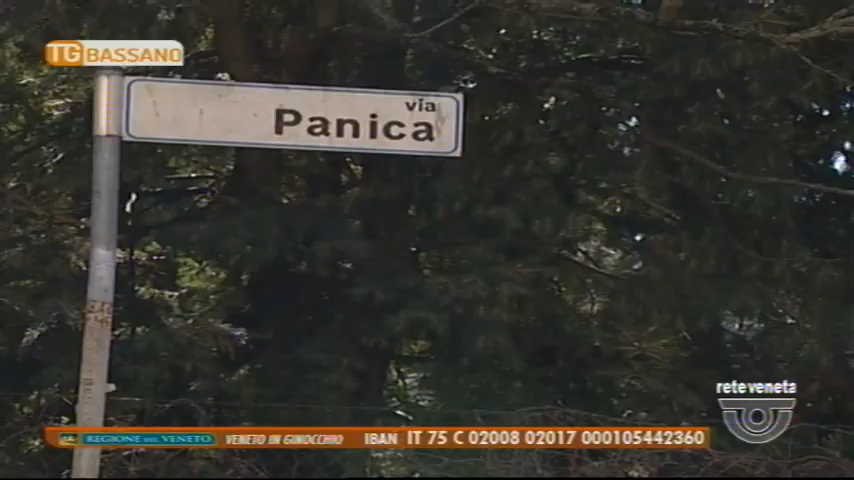 TG BASSANO
via
Panica
reteveneta
REGIONE DEL VENETO VENETO IN GINOCCHIO IBAN IT 75 C 02008 02017 000105442360